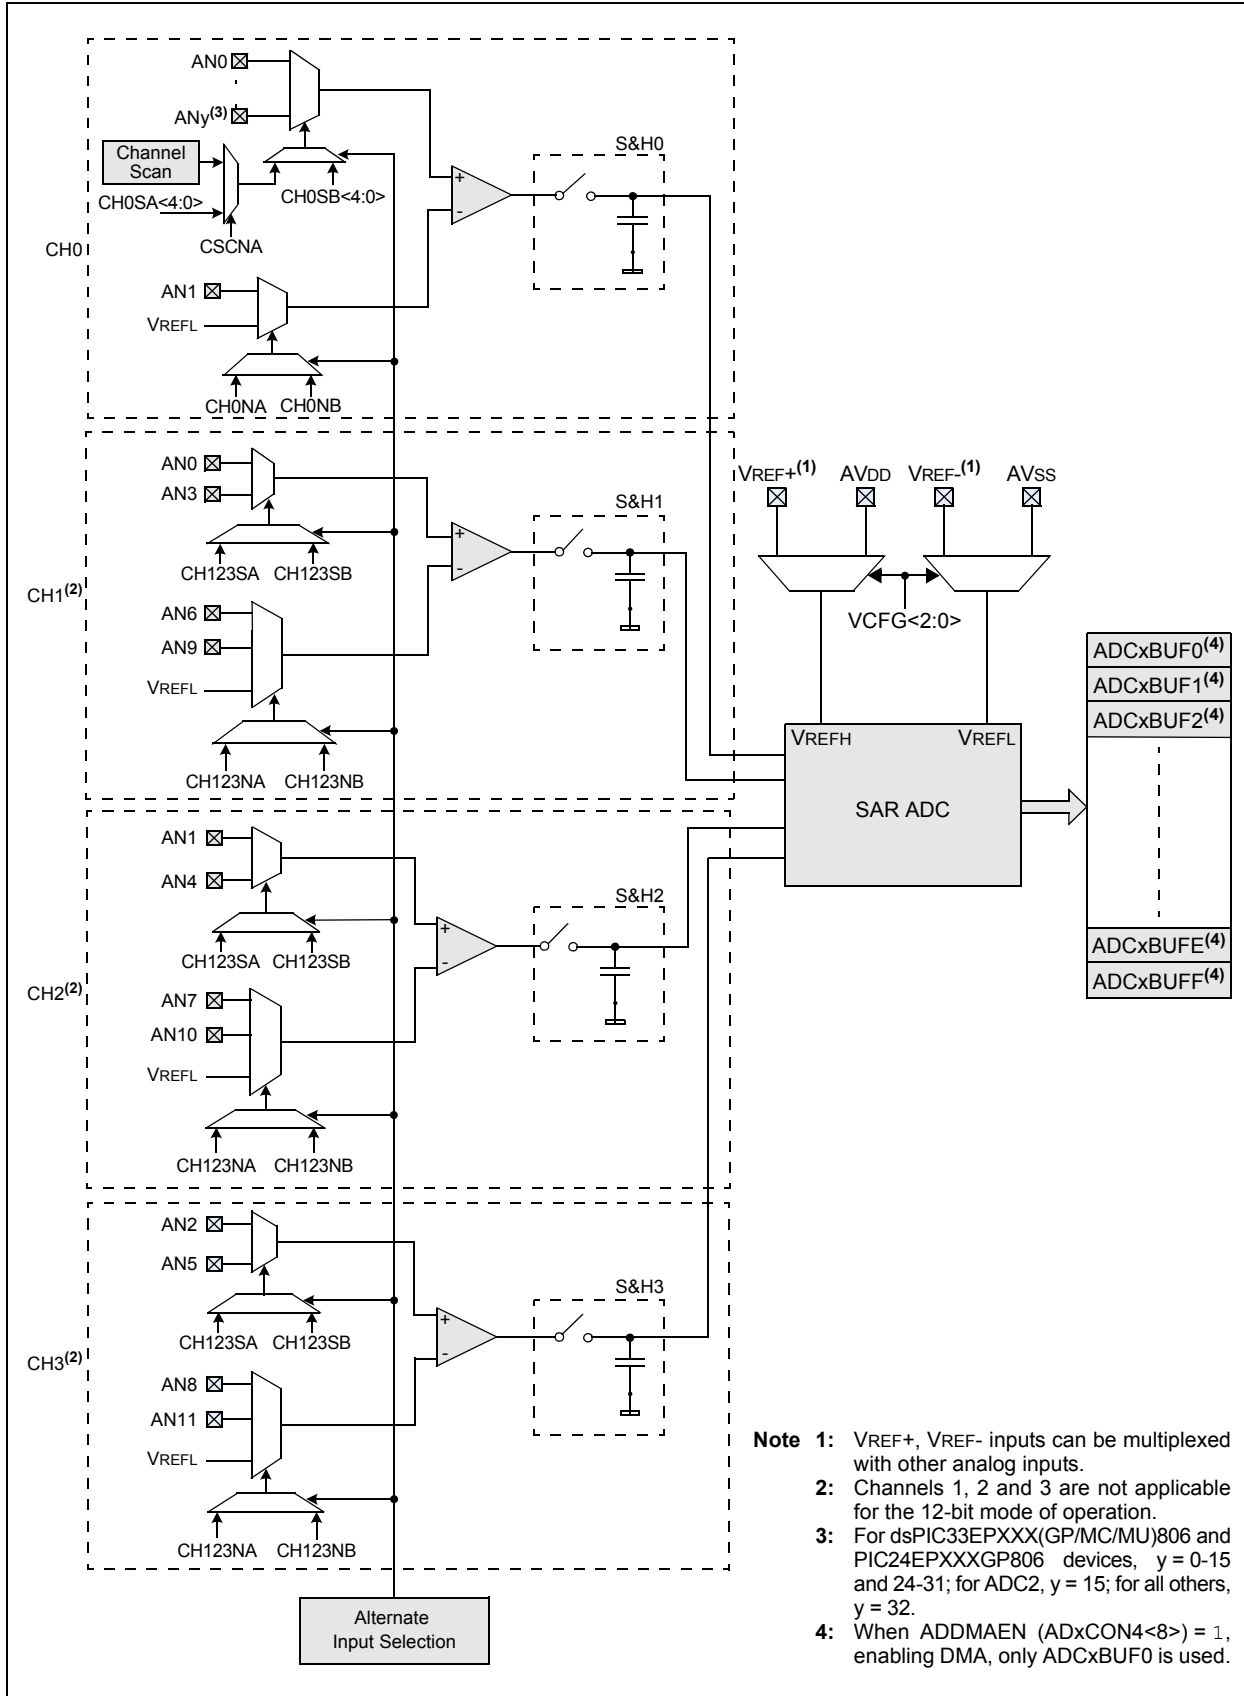 AN0
ANy(3)
Channel
Scan
CH0SA<4:0>
CH0SB<4:0>
CSCNA
CH0
+
-
S&H0
AN1
VREFL
CH0NA
CH0NB
AN0
AN3
CH123SA
CH123SB
CH1(2)
+
-
S&H1
AN6
AN9
VREFL
CH123NA
CH123NB
VREF+(1)
AVDD
VREF-(1)
AVSS
VCFG<2:0>
VREFH
VREFL
SAR ADC
ADCxBUF0(4)
ADCxBUF1(4)
ADCxBUF2(4)
ADCxBUFE(4)
ADCxBUFF(4)
AN1
AN4
CH123SA
CH123SB
CH2(2)
+
-
S&H2
AN7
AN10
VREFL
CH123NA
CH123NB
AN2
AN5
CH123SA
CH123SB
CH3(2)
+
-
S&H3
AN8
AN11
VREFL
CH123NA
CH123NB
Alternate
Input Selection
Note 1: VREF+, VREF- inputs can be multiplexed
with other analog inputs.
2: Channels 1, 2 and 3 are not applicable
for the 12-bit mode of operation.
3: For dsPIC33EPXXX(GP/MC/MU)806 and
PIC24EPXXXGP806 devices, y = 0-15
and 24-31; for ADC2, y = 15; for all others,
y = 32.
4: When ADDMAEN (ADxCON4<8>) = 1,
enabling DMA, only ADCxBUF0 is used.